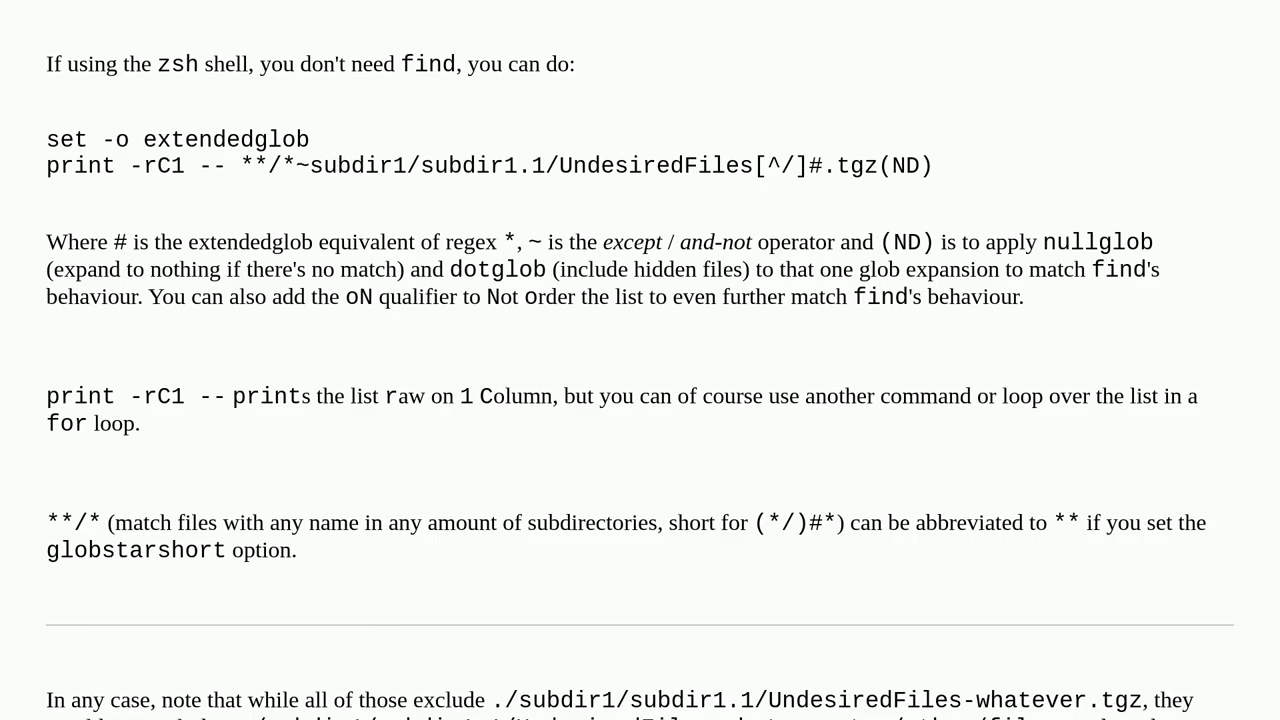 If using the zsh shell, you don't need find, you can do:
set -o extendedglob
print -rC1 -- **/*~subdir1/subdir1.1/UndesiredFiles[^/]#.tgz(ND)
Where # is the extendedglob equivalent of regex *, ~ is the except / and-not operator and (ND) is to apply nullglob
(expand to nothing if there's no match) and dotglob (include hidden files) to that one glob expansion to match find's
behaviour. You can also add the oN qualifier to Not order the list to even further match find's behaviour.
print -rC1 -- prints the list raw on 1 Column, but you can of course use another command or loop over the list in a
for loop.
**/* (match files with any name in any amount of subdirectories, short for (*/)#*) can be abbreviated to ** if you set the
globstarshort option.
In any case, note that while all of those exclude ./subdir1/subdir1.1/UndesiredFiles-whatever.tgz, they